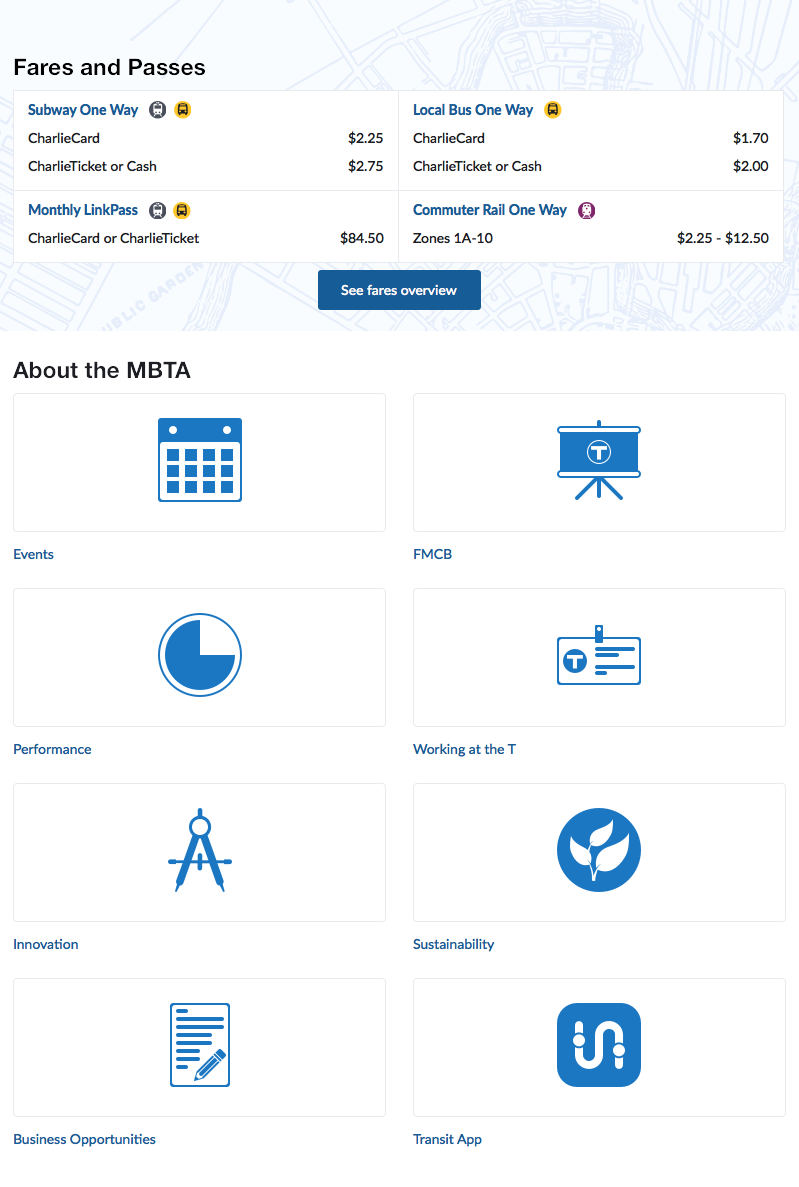 Fares and Passes
Subway One Way
CharlieCard $2.25
CharlieTicket or Cash $2.75
Local Bus One Way
CharlieCard $1.70
CharlieTicket or Cash $2.00
Monthly LinkPass
CharlieCard or CharlieTicket $84.50
Commuter Rail One Way
Zones 1A-10 $2.25 - $12.50
PUBLIC GARDEN
See fares overview
About the MBTA
T
Events
FMCB
T
Performance
Working at the T
Innovation
Sustainability
Business Opportunities
Transit App